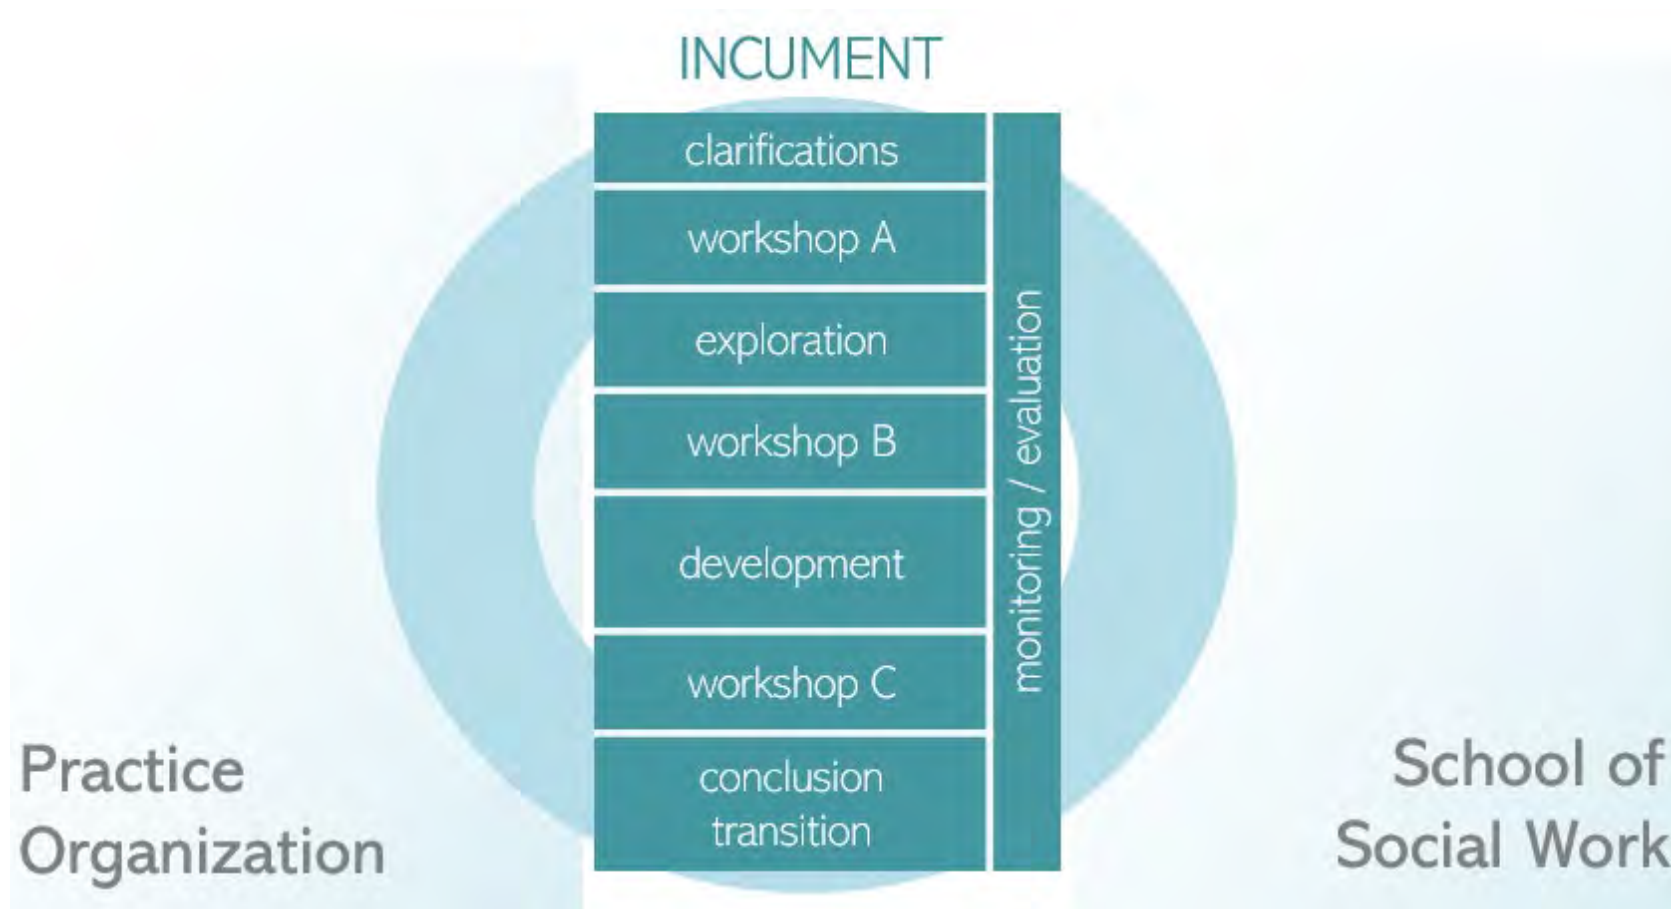 INCUMENT
clarifications
workshop A
exploration
workshop B
development
workshop C
conclusion
transition
monitoring / evaluation
Practice
Organization
School of
Social Work